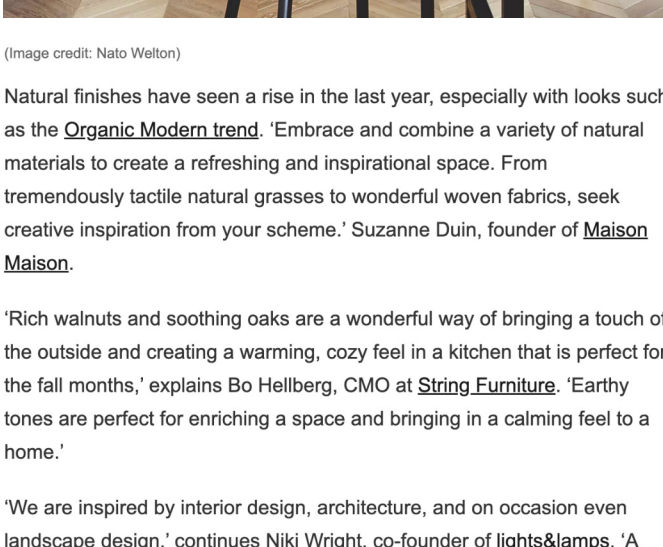 (Image credit: Nato Welton)
Natural finishes have seen a rise in the last year, especially with looks such
as the Organic Modern trend. ‘Embrace and combine a variety of natural
materials to create a refreshing and inspirational space. From
tremendously tactile natural grasses to wonderful woven fabrics, seek
creative inspiration from your scheme.’ Suzanne Duin, founder of Maison
Maison.
‘Rich walnuts and soothing oaks are a wonderful way of bringing a touch of
the outside and creating a warming, cozy feel in a kitchen that is perfect for
the fall months,’ explains Bo Hellberg, CMO at String Furniture. ‘Earthy
tones are perfect for enriching a space and bringing in a calming feel to a
home.’
‘We are inspired by interior design, architecture, and on occasion even
landscape design,’ continues Niki Wright, co-founder of lights&lamps. ‘A